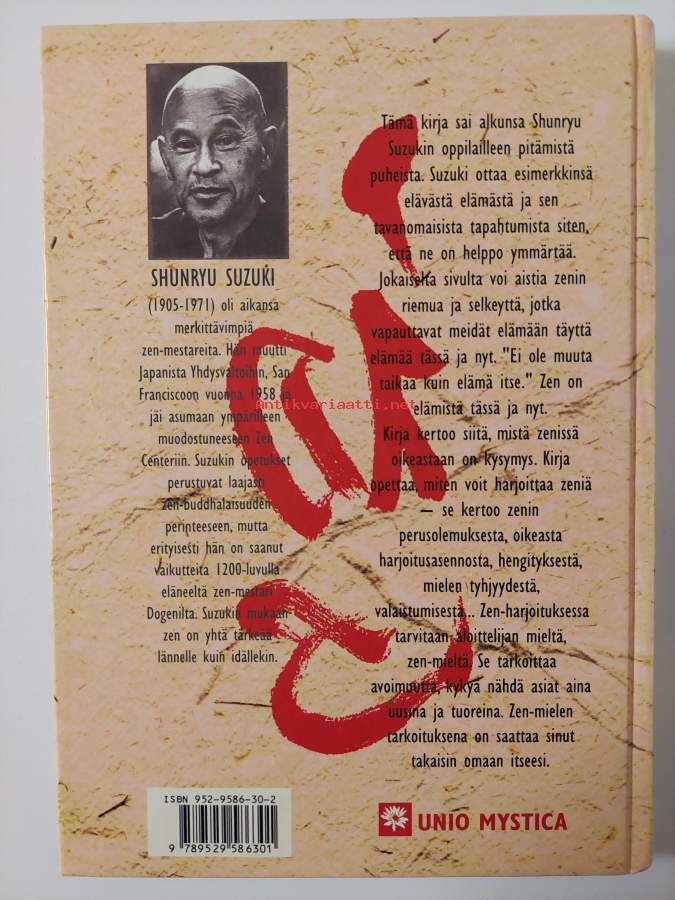 SHUNRYU SUZUKI
(1905-1971) oli aikansa
merkittävimpiä
zen-mestareita. Hän muutti
Japanista Yhdysvaltoihin, San
Franciscoon vuonna 1958 ja
jäi asumaan ympärilleen
muodostuneeseen Zen
Centeriin. Suzukin opetukset
perustuvat laajasti
zen-buddhalaisuuden
perinteeseen, mutta
erityisesti hän on saanut
vaikutteita 1200-luvulla
eläneeltä zen-mestari
Dogenilta. Suzukin mukaan
zen on yhtä tärkeää
lännelle kuin idällekin.
Tämä kirja sai alkunsa Shunryu
Suzukin oppilailleen pitämistä
puheista. Suzuki ottaa esimerkkinsä
elävästä elämästä ja sen
tavanomaisista tapahtumista siten,
että ne on helppo ymmärtää.
Jokaiselta sivulta voi aistia zenin
riemua ja selkeyttä, jotka
vapauttavat meidät elämään täyttä
elämää tässä ja nyt. "Ei ole muuta
taikaa kuin elämä itse." Zen on
elämistä tässä ja nyt.
Kirja kertoo siitä, mistä zenissä
oikeastaan on kysymys. Kirja
opettaa, miten voit harjoittaa zeniä
— se kertoo zenin
perusolemuksesta, oikeasta
harjoitusasennosta, hengityksestä,
mielen tyhjyydestä,
valaistumisesta... Zen-harjoituksessa
tarvitaan aloittelijan mieltä,
zen-mieltä. Se tarkoittaa
avoimuutta, kykyä nähdä asiat aina
uusina ja tuoreina. Zen-mielen
tarkoituksena on saattaa sinut
takaisin omaan itseesi.
Antikvariaatti.net
ISBN 952-9586-30-2
9 789529 586301
UNIO MYSTICA